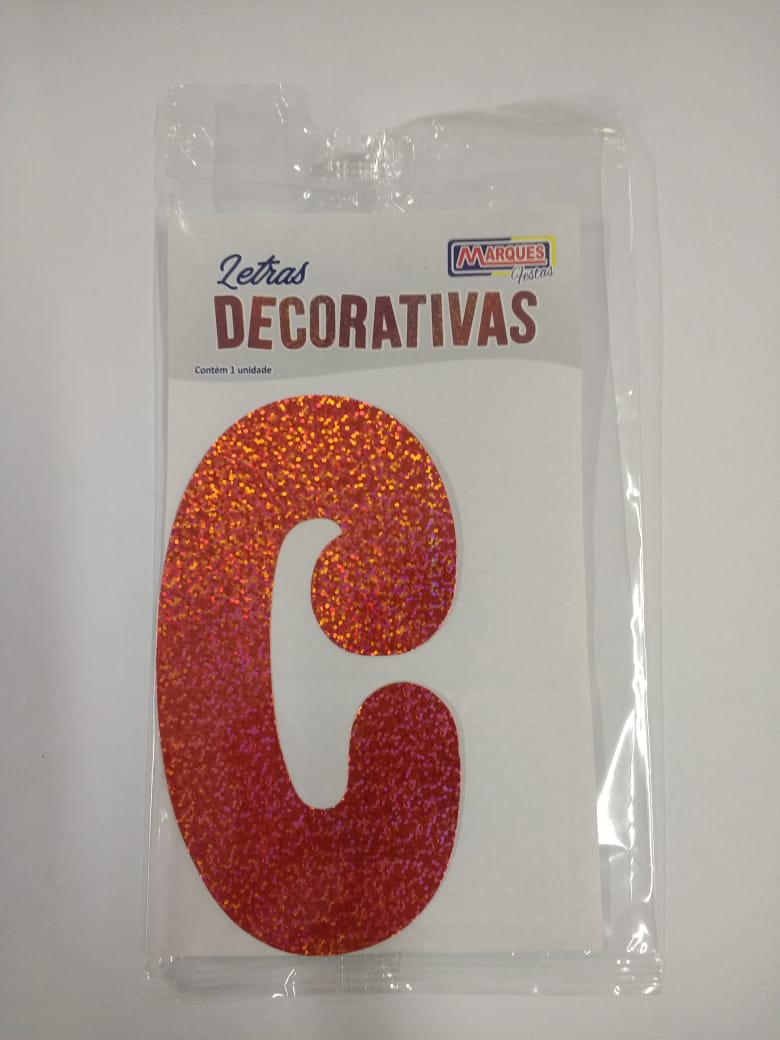 Letras
MARQUES
Festas
DECORATIVAS
Contém 1 unidade
C